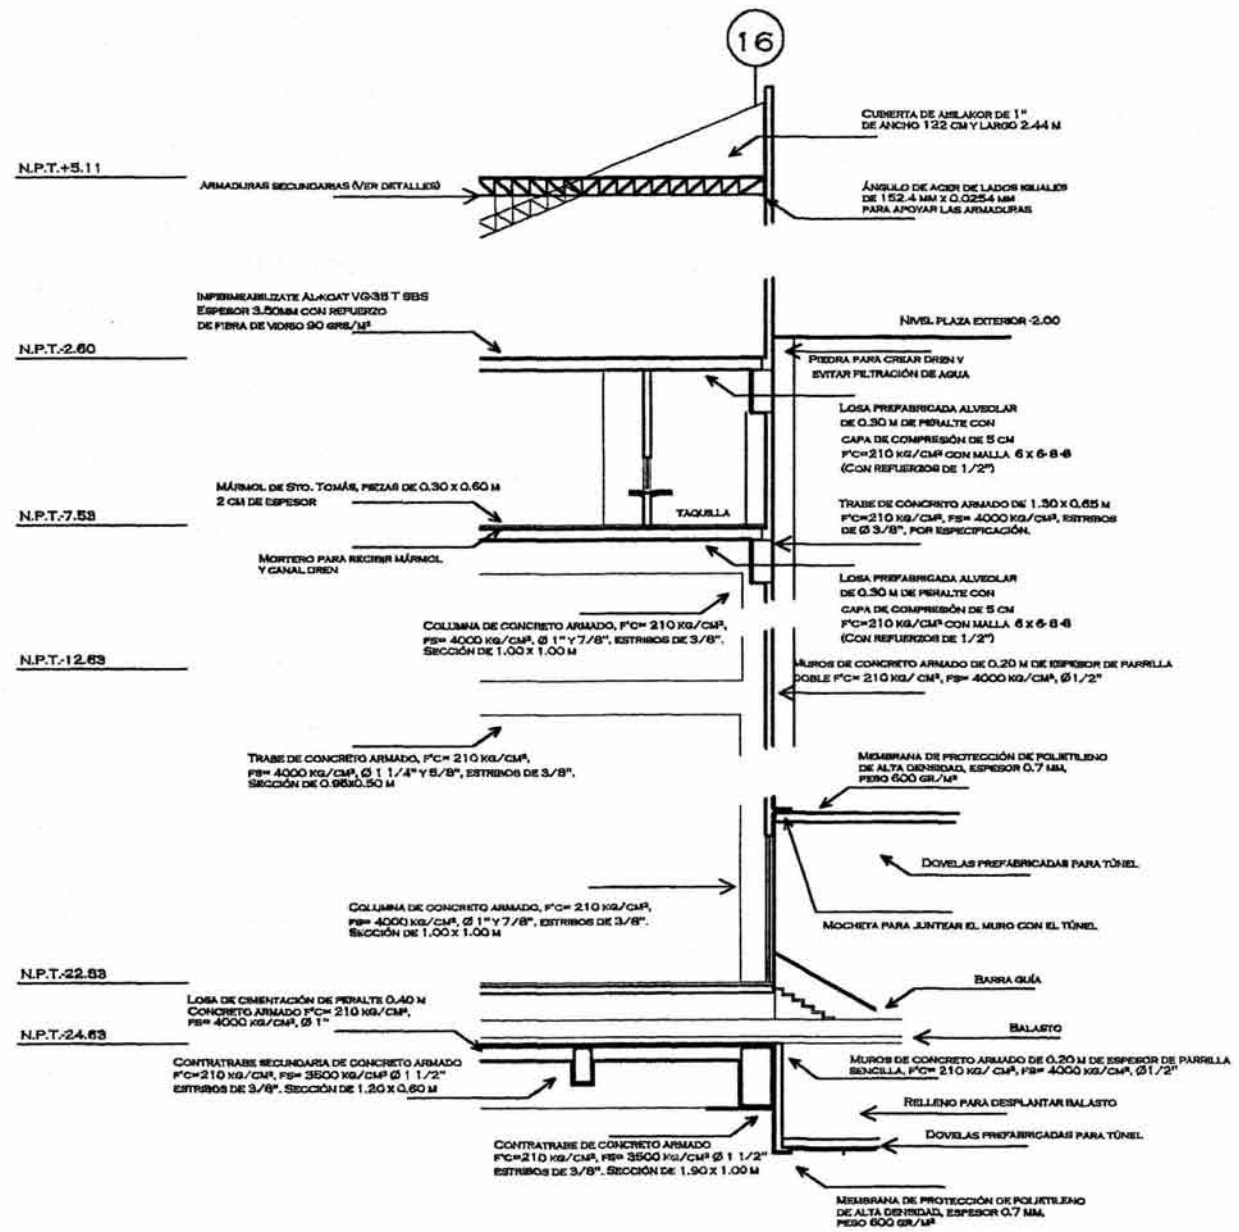 16
CUBIERTA DE AISLAKOR DE 1"
DE ANCHO 122 CM Y LARGO 2.44 M
N.P.T.+5.11
ARMADURAS SECUNDARIAS (VER DETALLES)
ÁNGULO DE ACER DE LADOS IGUALES
DE 152.4 MM X 0.0254 MM
PARA APOYAR LAS ARMADURAS
IMPERMEABILIZATE AL-KOAT VG-35 T SBS
ESPESOR 3.50MM CON REFUERZO
DE FIBRA DE VIDRIO 90 GRS/M²
NIVEL PLAZA EXTERIOR -2.00
N.P.T.-2.60
PIEDRA PARA CREAR DREN Y
EVITAR FILTRACIÓN DE AGUA
LOSA PREFABRICADA ALVEOLAR
DE 0.30 M DE PERALTE CON
CAPA DE COMPRESIÓN DE 5 CM
F'C=210 KG/CM² CON MALLA 6 X 6-8-8
(CON REFUERZOS DE 1/2")
MÁRMOL DE STO. TOMÁS, PIEZAS DE 0.30 X 0.60 M
2 CM DE ESPESOR
N.P.T.-7.53
TAQUILLA
TRABE DE CONCRETO ARMADO DE 1.30 X 0.65 M
F'C=210 KG/CM², FS= 4000 KG/CM², ESTRIBOS
DE Ø 3/8", POR ESPECIFICACIÓN.
MORTERO PARA RECIBIR MÁRMOL
Y CANAL DREN
LOSA PREFABRICADA ALVEOLAR
DE 0.30 M DE PERALTE CON
CAPA DE COMPRESIÓN DE 5 CM
F'C=210 KG/CM² CON MALLA 6 X 6-8-8
(CON REFUERZOS DE 1/2")
COLUMNA DE CONCRETO ARMADO, F'C= 210 KG/CM²,
FS= 4000 KG/CM², Ø 1" Y 7/8", ESTRIBOS DE 3/8".
SECCIÓN DE 1.00 X 1.00 M
N.P.T.-12.63
MUROS DE CONCRETO ARMADO DE 0.20 M DE ESPESOR DE PARRILLA
DOBLE F'C= 210 KG/ CM², FS= 4000 KG/CM², Ø1/2"
TRABE DE CONCRETO ARMADO, F'C= 210 KG/CM²,
FS= 4000 KG/CM², Ø 1 1/4" Y 5/8", ESTRIBOS DE 3/8".
SECCIÓN DE 0.95X0.50 M
MEMBRANA DE PROTECCIÓN DE POLIETILENO
DE ALTA DENSIDAD, ESPESOR 0.7 MM,
PESO 600 GR/M²
DOVELAS PREFABRICADAS PARA TÚNEL
COLUMNA DE CONCRETO ARMADO, F'C= 210 KG/CM²,
FS= 4000 KG/CM², Ø 1" Y 7/8", ESTRIBOS DE 3/8".
SECCIÓN DE 1.00 X 1.00 M
MOCHETA PARA JUNTEAR EL MURO CON EL TÚNEL
N.P.T.-22.83
BARRA GUÍA
LOSA DE CIMENTACIÓN DE PERALTE 0.40 M
CONCRETO ARMADO F'C= 210 KG/CM²,
FS= 4000 KG/CM², Ø 1"
N.P.T.-24.63
BALASTO
CONTRATRABE SECUNDARIA DE CONCRETO ARMADO
F'C=210 KG/CM², FS= 3500 KG/CM² Ø 1 1/2"
ESTRIBOS DE 3/8". SECCIÓN DE 1.20 X 0.60 M
MUROS DE CONCRETO ARMADO DE 0.20 M DE ESPESOR DE PARRILLA
SENCILLA, F'C= 210 KG/ CM², FS= 4000 KG/CM², Ø1/2"
RELLENO PARA DESPLANTAR BALASTO
DOVELAS PREFABRICADAS PARA TÚNEL
CONTRATRABE DE CONCRETO ARMADO
F'C=210 KG/CM², FS= 3500 KG/CM² Ø 1 1/2"
ESTRIBOS DE 3/8". SECCIÓN DE 1.90 X 1.00 M
MEMBRANA DE PROTECCIÓN DE POLIETILENO
DE ALTA DENSIDAD, ESPESOR 0.7 MM,
PESO 600 GR/M²